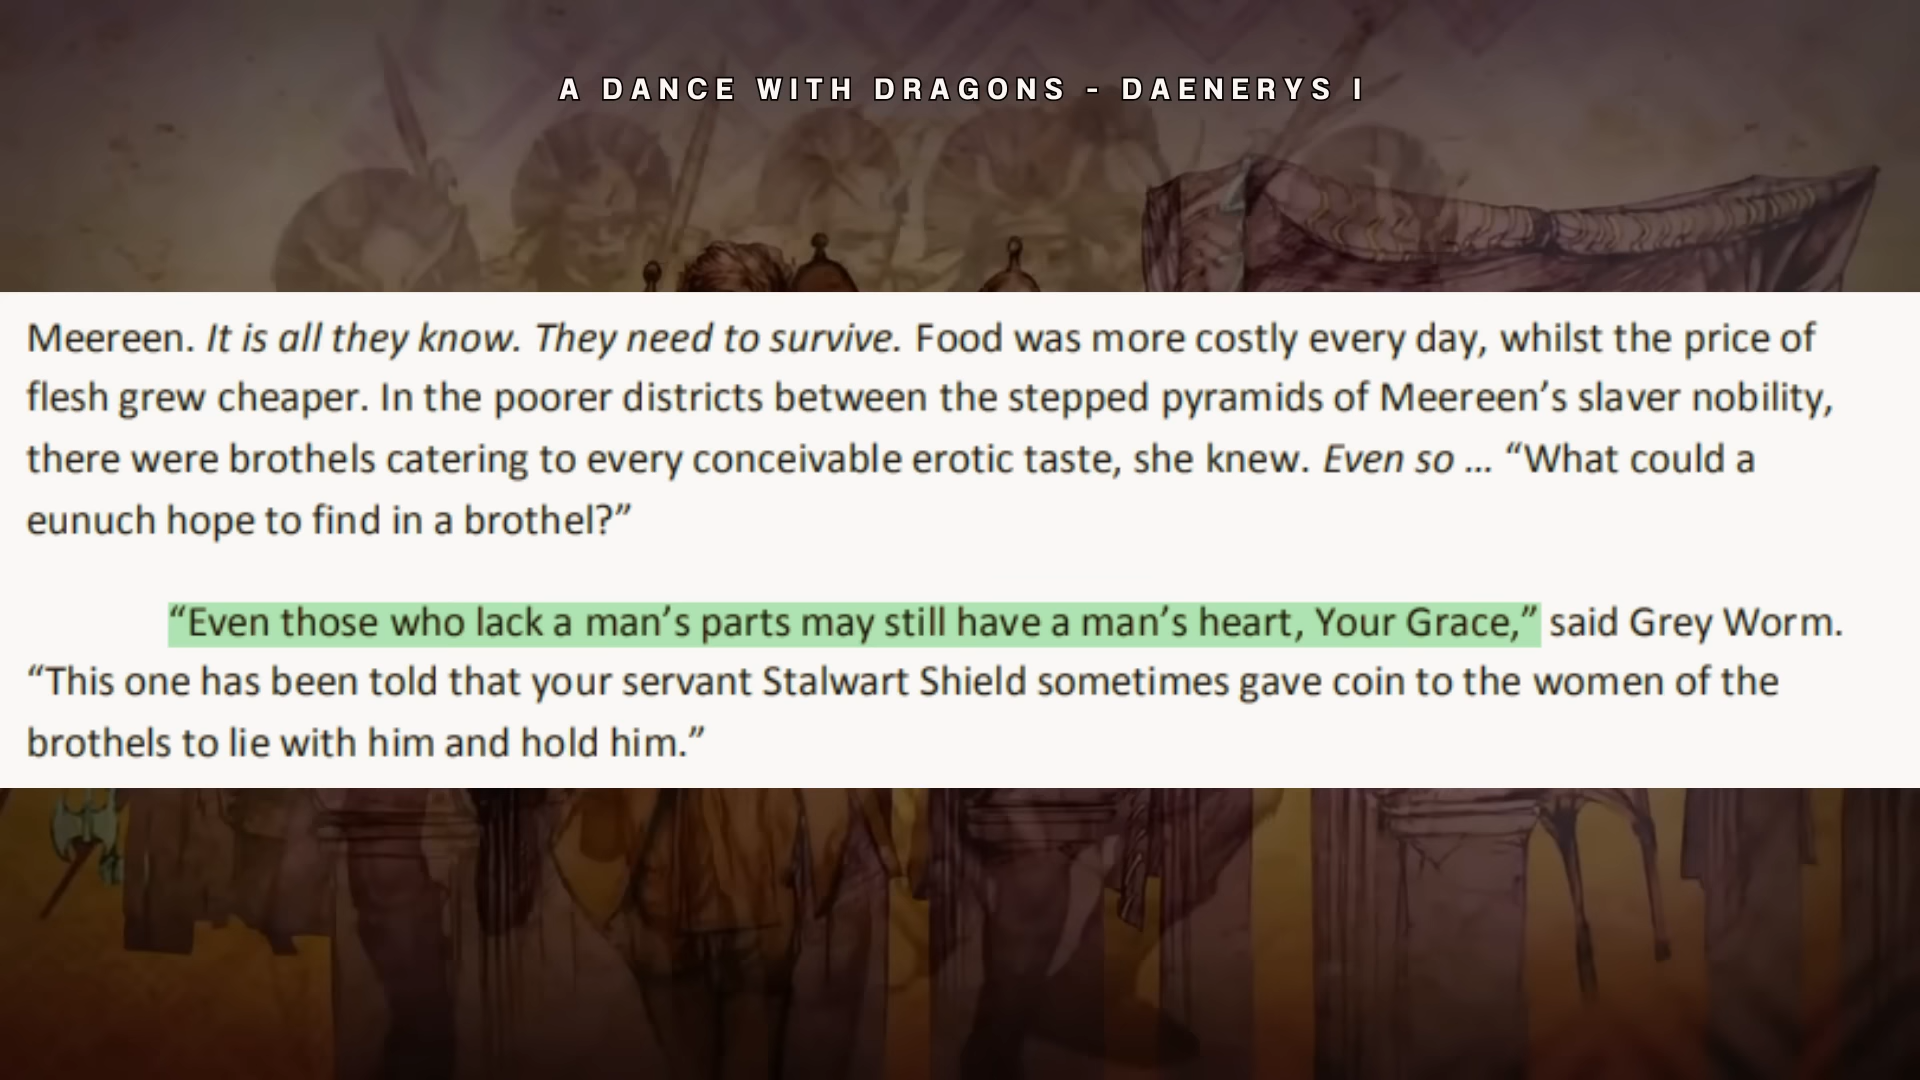 A DANCE WITH DRAGONS - DAENERYS I
Meereen. It is all they know. They need to survive. Food was more costly every day, whilst the price of
flesh grew cheaper. In the poorer districts between the stepped pyramids of Meereen’s slaver nobility,
there were brothels catering to every conceivable erotic taste, she knew. Even so ... “What could a
eunuch hope to find in a brothel?”
“Even those who lack a man’s parts may still have a man’s heart, Your Grace,” said Grey Worm.
“This one has been told that your servant Stalwart Shield sometimes gave coin to the women of the
brothels to lie with him and hold him.”